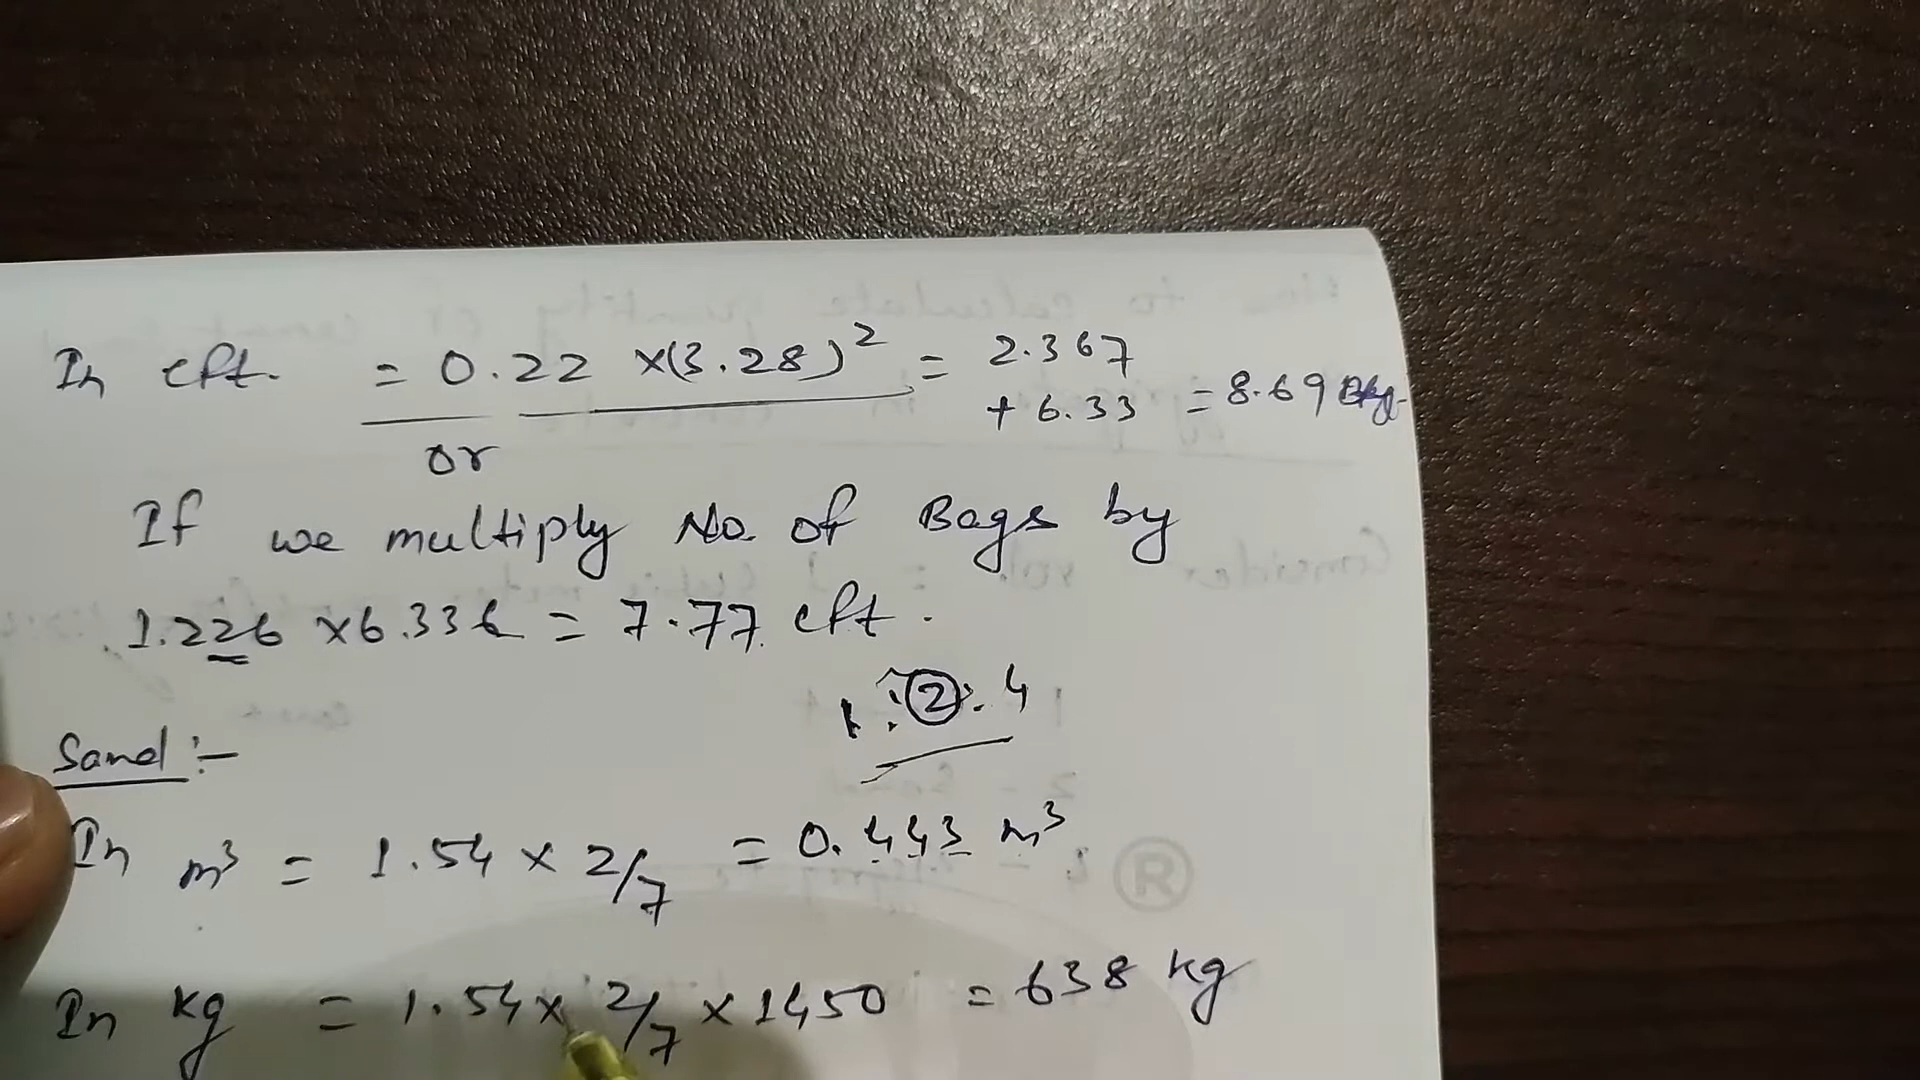 In cft. = 0.22 x(3.28)² = 2.367
+ 6.33 = 8.69
or
If we multiply No. of Bags by
1.226 x 6.336 = 7.77 cft.
1:2:4
Sand :-
In m³ = 1.54 x 2/7 = 0.443 m³
®
In kg = 1.54 x 2/7 x 1450 = 638 kg